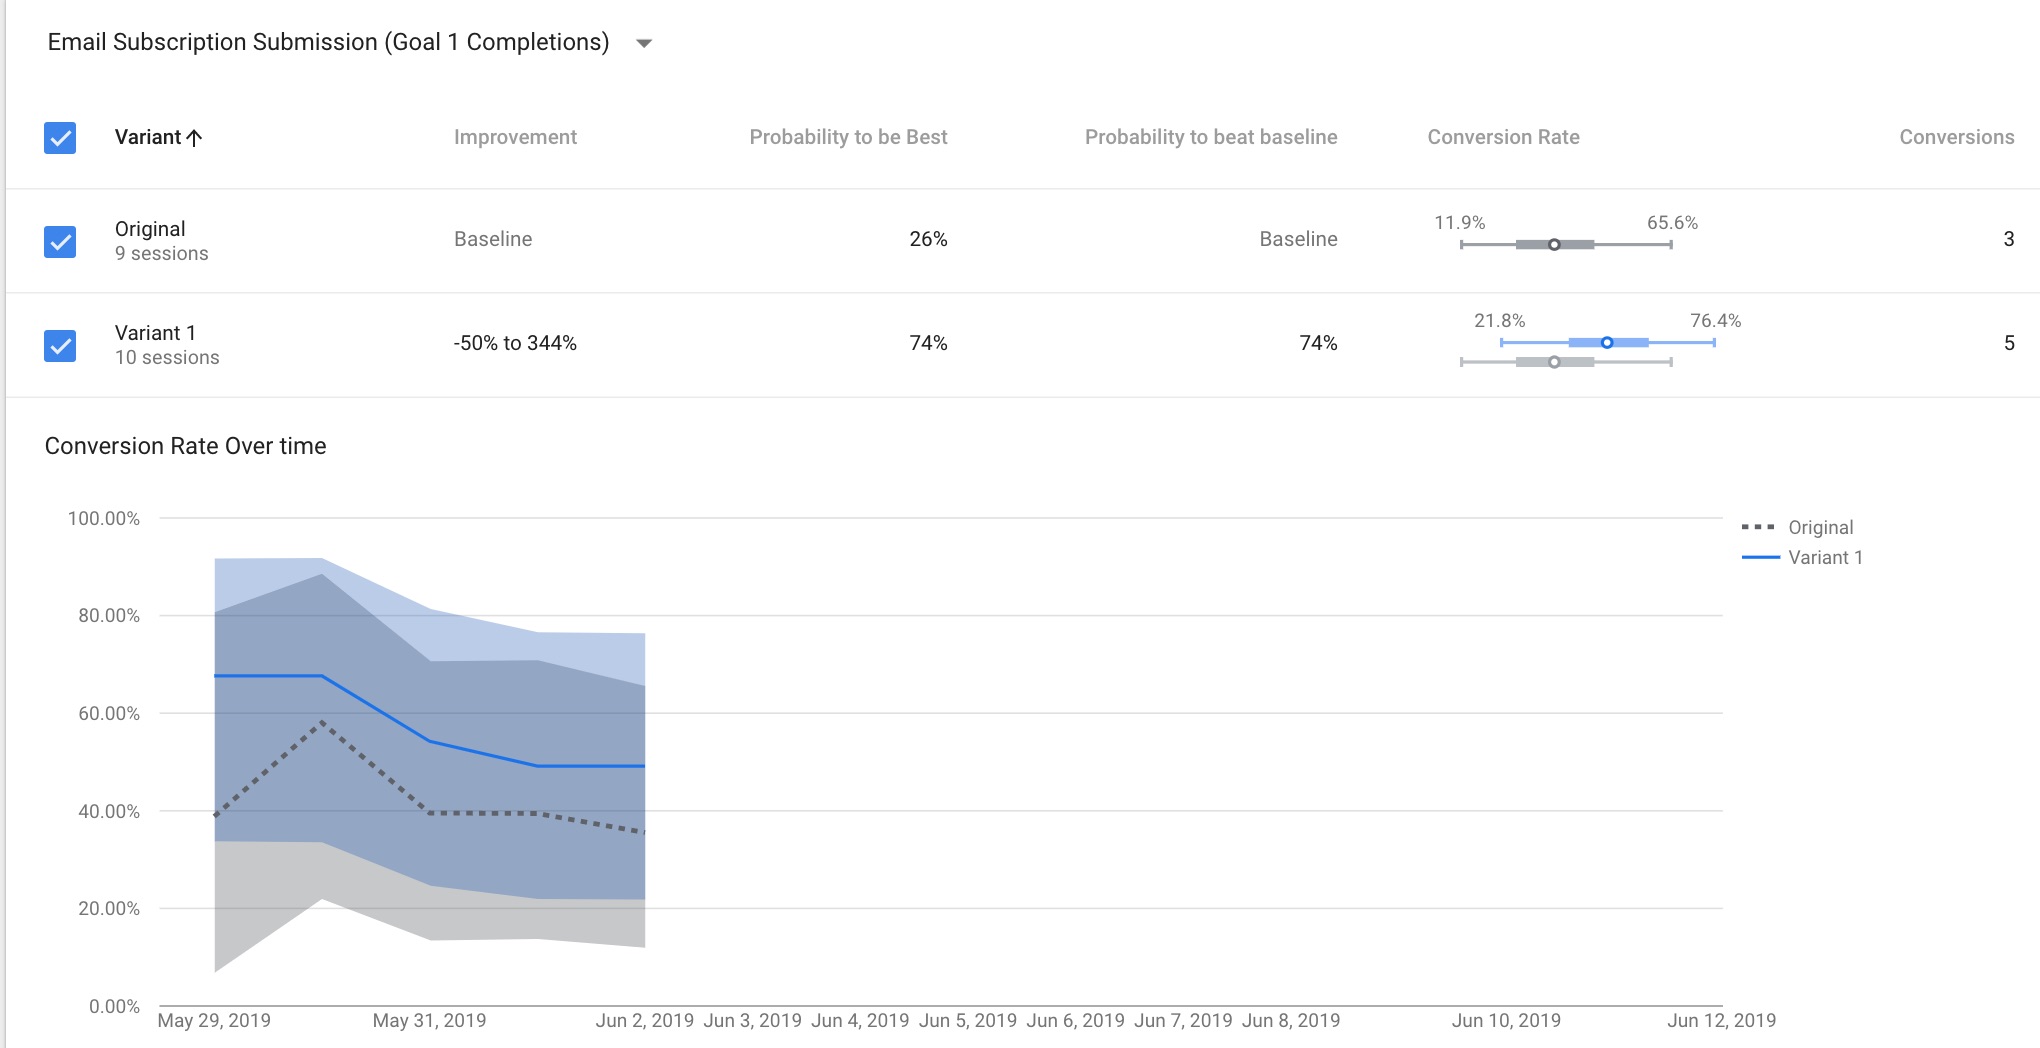 Email Subscription Submission (Goal 1 Completions)
Variant Improvement Probability to be Best Probability to beat baseline Conversion Rate Conversions
Original
9 sessions
Baseline 26% Baseline 11.9% 65.6% 3
Variant 1
10 sessions
-50% to 344% 74% 74% 21.8% 76.4% 5
Conversion Rate Over time
100.00%
80.00%
60.00%
40.00%
20.00%
0.00%
Original
Variant 1
May 29, 2019 May 31, 2019 Jun 2, 2019 Jun 3, 2019 Jun 4, 2019 Jun 5, 2019 Jun 6, 2019 Jun 7, 2019 Jun 8, 2019 Jun 10, 2019 Jun 12, 2019